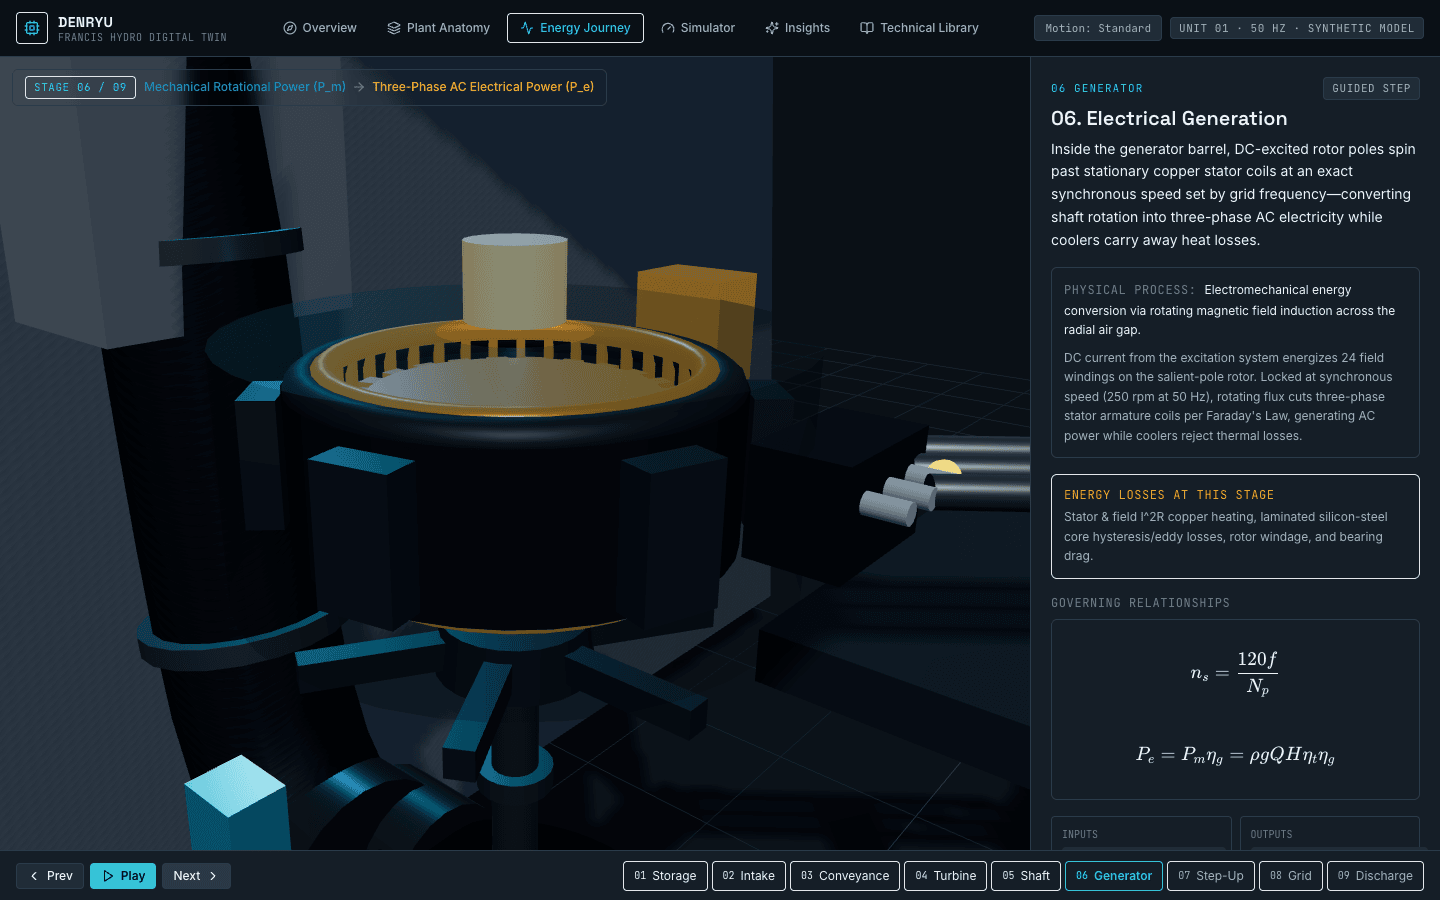 DENRYU
FRANCIS HYDRO DIGITAL TWIN
Overview
Plant Anatomy
Energy Journey
Simulator
Insights
Technical Library
Motion: Standard
UNIT 01 · 50 HZ · SYNTHETIC MODEL
STAGE 06 / 09
Mechanical Rotational Power (P_m) → Three-Phase AC Electrical Power (P_e)
06 GENERATOR
GUIDED STEP
06. Electrical Generation
Inside the generator barrel, DC-excited rotor poles spin
past stationary copper stator coils at an exact
synchronous speed set by grid frequency—converting
shaft rotation into three-phase AC electricity while
coolers carry away heat losses.
PHYSICAL PROCESS: Electromechanical energy
conversion via rotating magnetic field induction across the
radial air gap.
DC current from the excitation system energizes 24 field
windings on the salient-pole rotor. Locked at synchronous
speed (250 rpm at 50 Hz), rotating flux cuts three-phase
stator armature coils per Faraday's Law, generating AC
power while coolers reject thermal losses.
ENERGY LOSSES AT THIS STAGE
Stator & field I^2R copper heating, laminated silicon-steel
core hysteresis/eddy losses, rotor windage, and bearing
drag.
GOVERNING RELATIONSHIPS
n_s = 120f / N_p
P_e = P_m η_g = ρgQHη_t η_g
INPUTS
OUTPUTS
Prev
Play
Next
01 Storage
02 Intake
03 Conveyance
04 Turbine
05 Shaft
06 Generator
07 Step-Up
08 Grid
09 Discharge